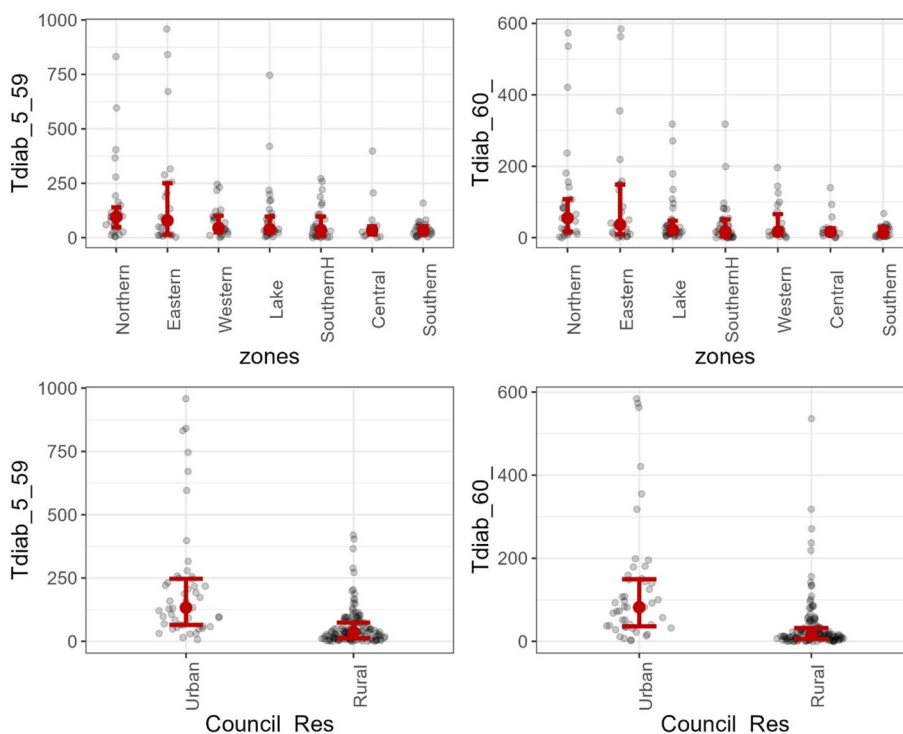 1000
750
500
250
0
Tdiab_5_59
Northern
Eastern
Western
Lake
SouthernH
Central
Southern
zones
600
400
200
0
Tdiab_60_
Northern
Eastern
Lake
SouthernH
Western
Central
Southern
zones
1000
750
500
250
0
Tdiab_5_59
Urban
Rural
Council_Res
600
400
200
0
Tdiab_60_
Urban
Rural
Council_Res